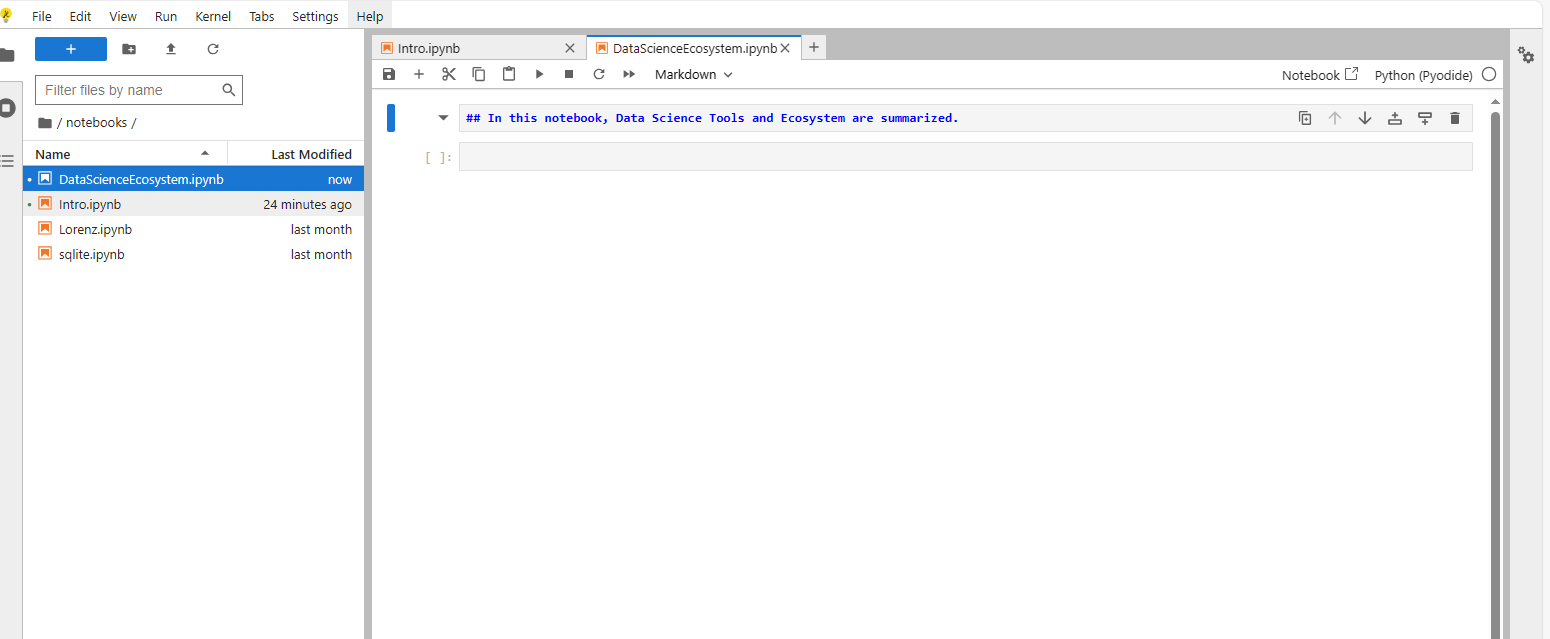 File Edit View Run Kernel Tabs Settings Help
+
Filter files by name
/ notebooks /
Name Last Modified
DataScienceEcosystem.ipynb now
Intro.ipynb 24 minutes ago
Lorenz.ipynb last month
sqlite.ipynb last month
Intro.ipynb DataScienceEcosystem.ipynb
Markdown Notebook Python (Pyodide)
## In this notebook, Data Science Tools and Ecosystem are summarized.
[ ]: